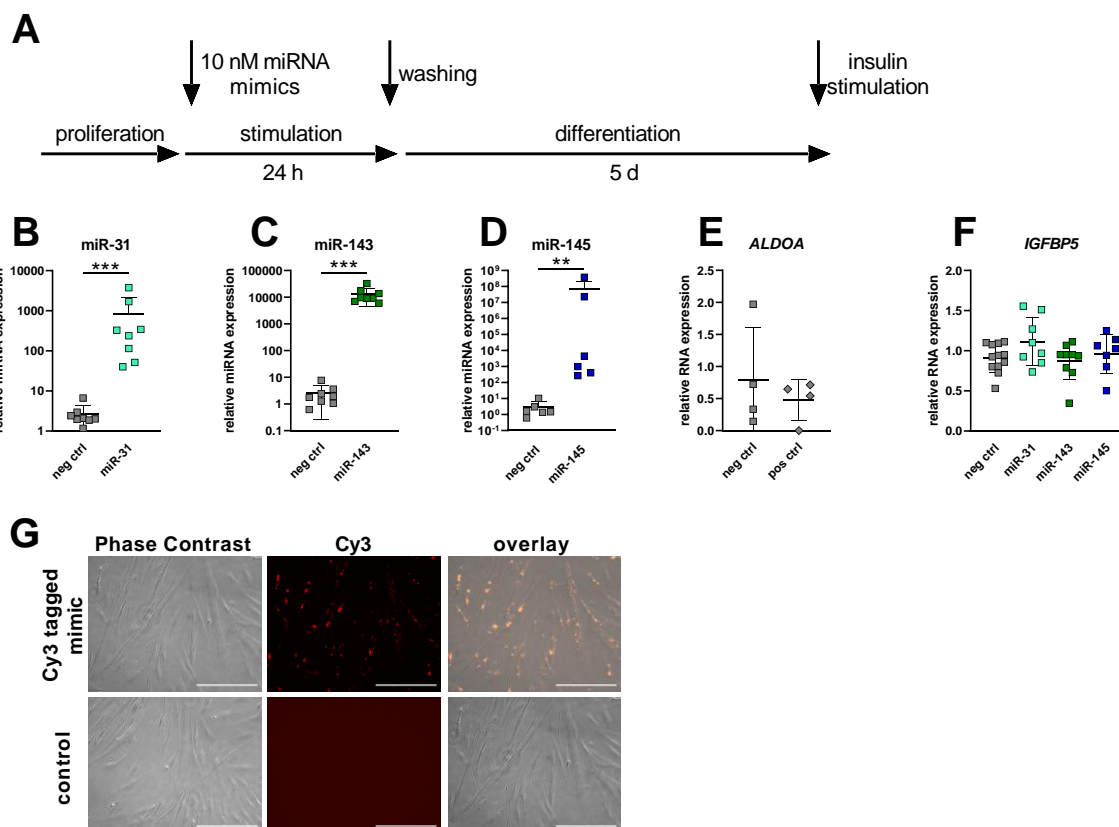 A
10 nM miRNA
mimics
washing
insulin
stimulation
proliferation
stimulation
differentiation
24 h
5 d
B
miR-31
***
10000
1000
100
10
1
relative miRNA expression
neg ctrl
miR-31
C
miR-143
***
100000
10000
1000
100
10
1
0.1
relative miRNA expression
neg ctrl
miR-143
D
miR-145
**
10⁹
10⁸
10⁷
10⁶
10⁵
10⁴
10³
10²
10¹
10⁰
10⁻¹
relative miRNA expression
neg ctrl
miR-145
E
ALDOA
2.5
2.0
1.5
1.0
0.5
0.0
relative RNA expression
neg ctrl
pos ctrl
F
IGFBP5
2.0
1.5
1.0
0.5
0.0
relative RNA expression
neg ctrl
miR-31
miR-143
miR-145
G
Phase Contrast
Cy3
overlay
Cy3 tagged
mimic
control